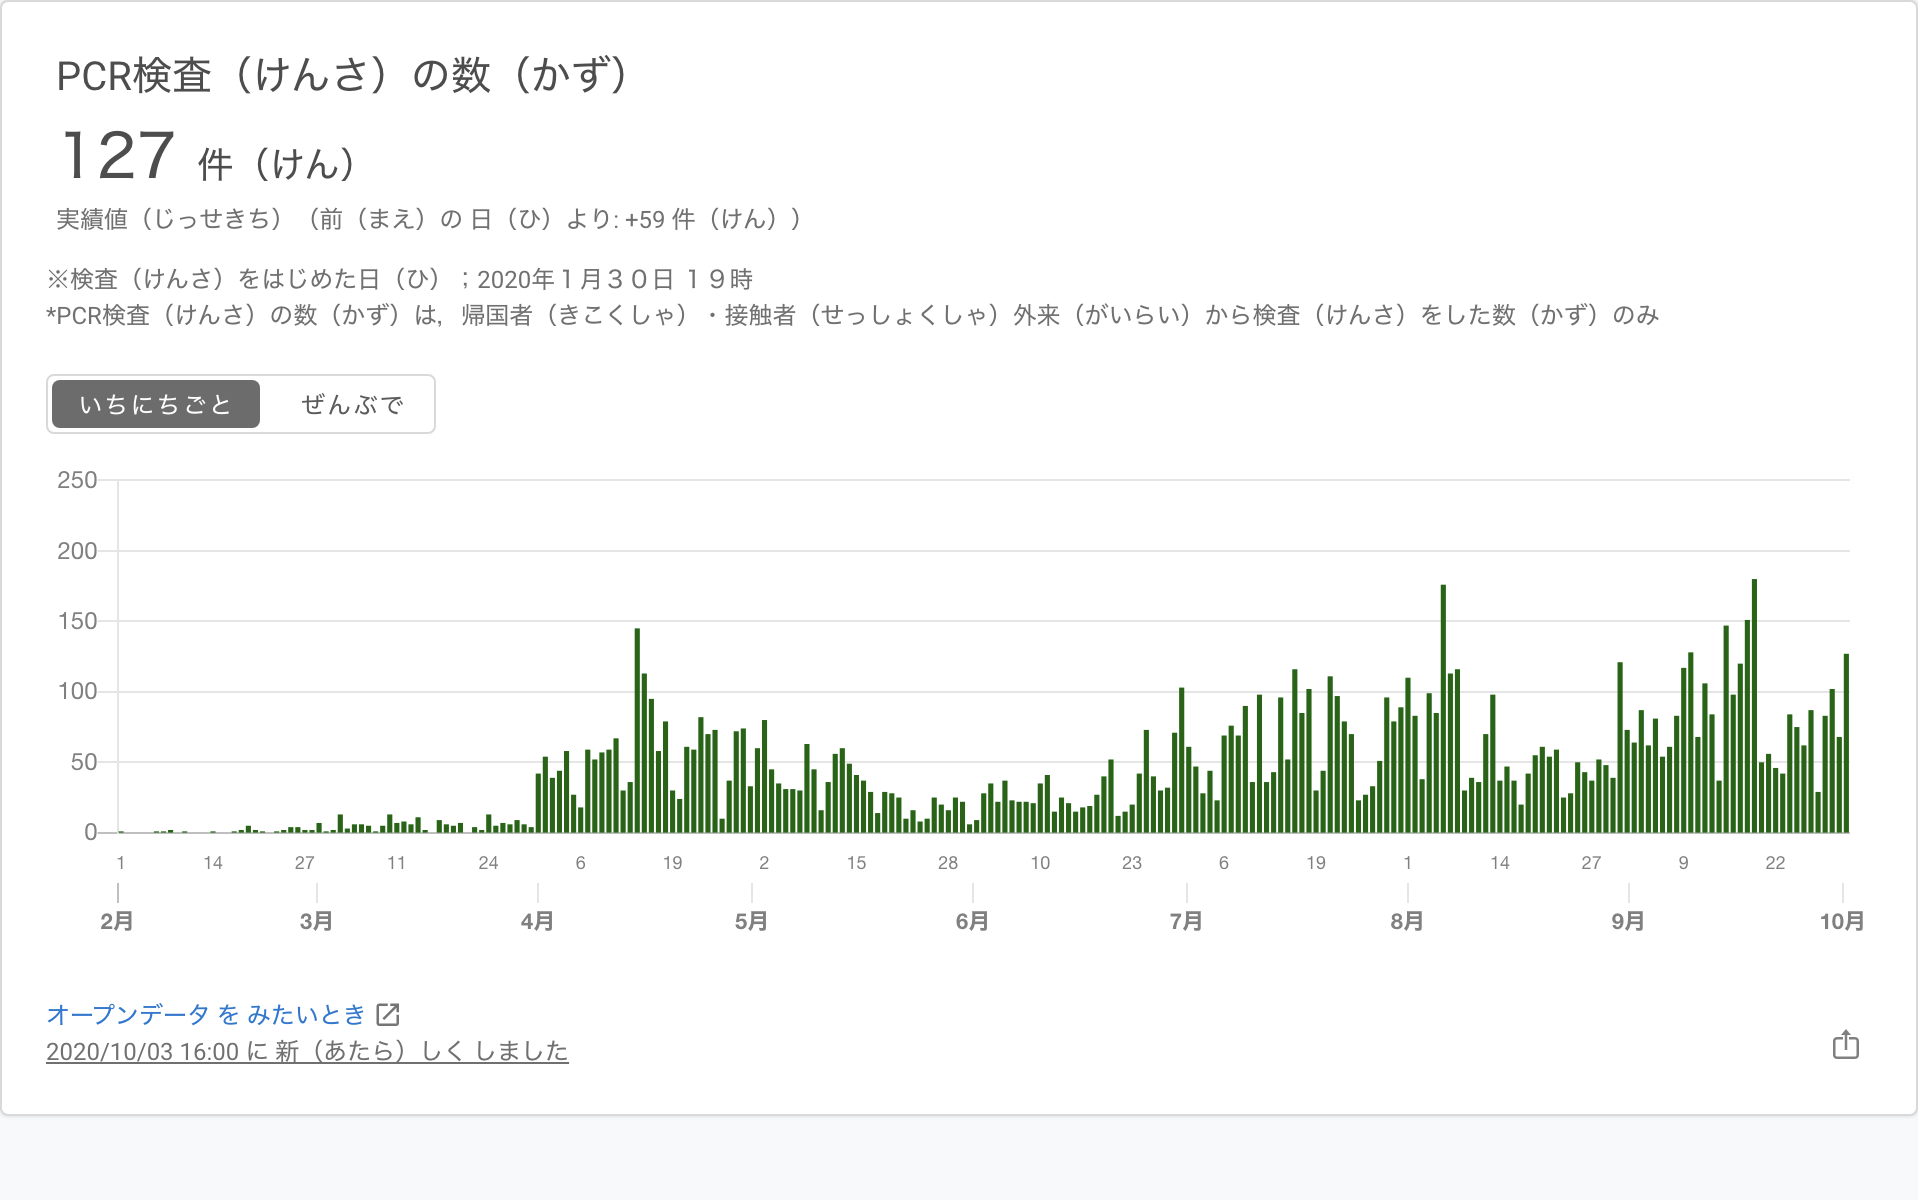 PCR検査（けんさ）の数（かず）
127 件（けん）
実績値（じっせきち）（前（まえ）の 日（ひ）より: +59 件（けん））
※検査（けんさ）をはじめた日（ひ）；2020年１月３０日 １９時
*PCR検査（けんさ）の数（かず）は，帰国者（きこくしゃ）・接触者（せっしょくしゃ）外来（がいらい）から検査（けんさ）をした数（かず）のみ
いちにちごと ぜんぶで
250
200
150
100
50
0
1 14 27 11 24 6 19 2 15 28 10 23 6 19 1 14 27 9 22
2月 3月 4月 5月 6月 7月 8月 9月 10月
オープンデータ を みたいとき
2020/10/03 16:00 に 新（あたら）しく しました